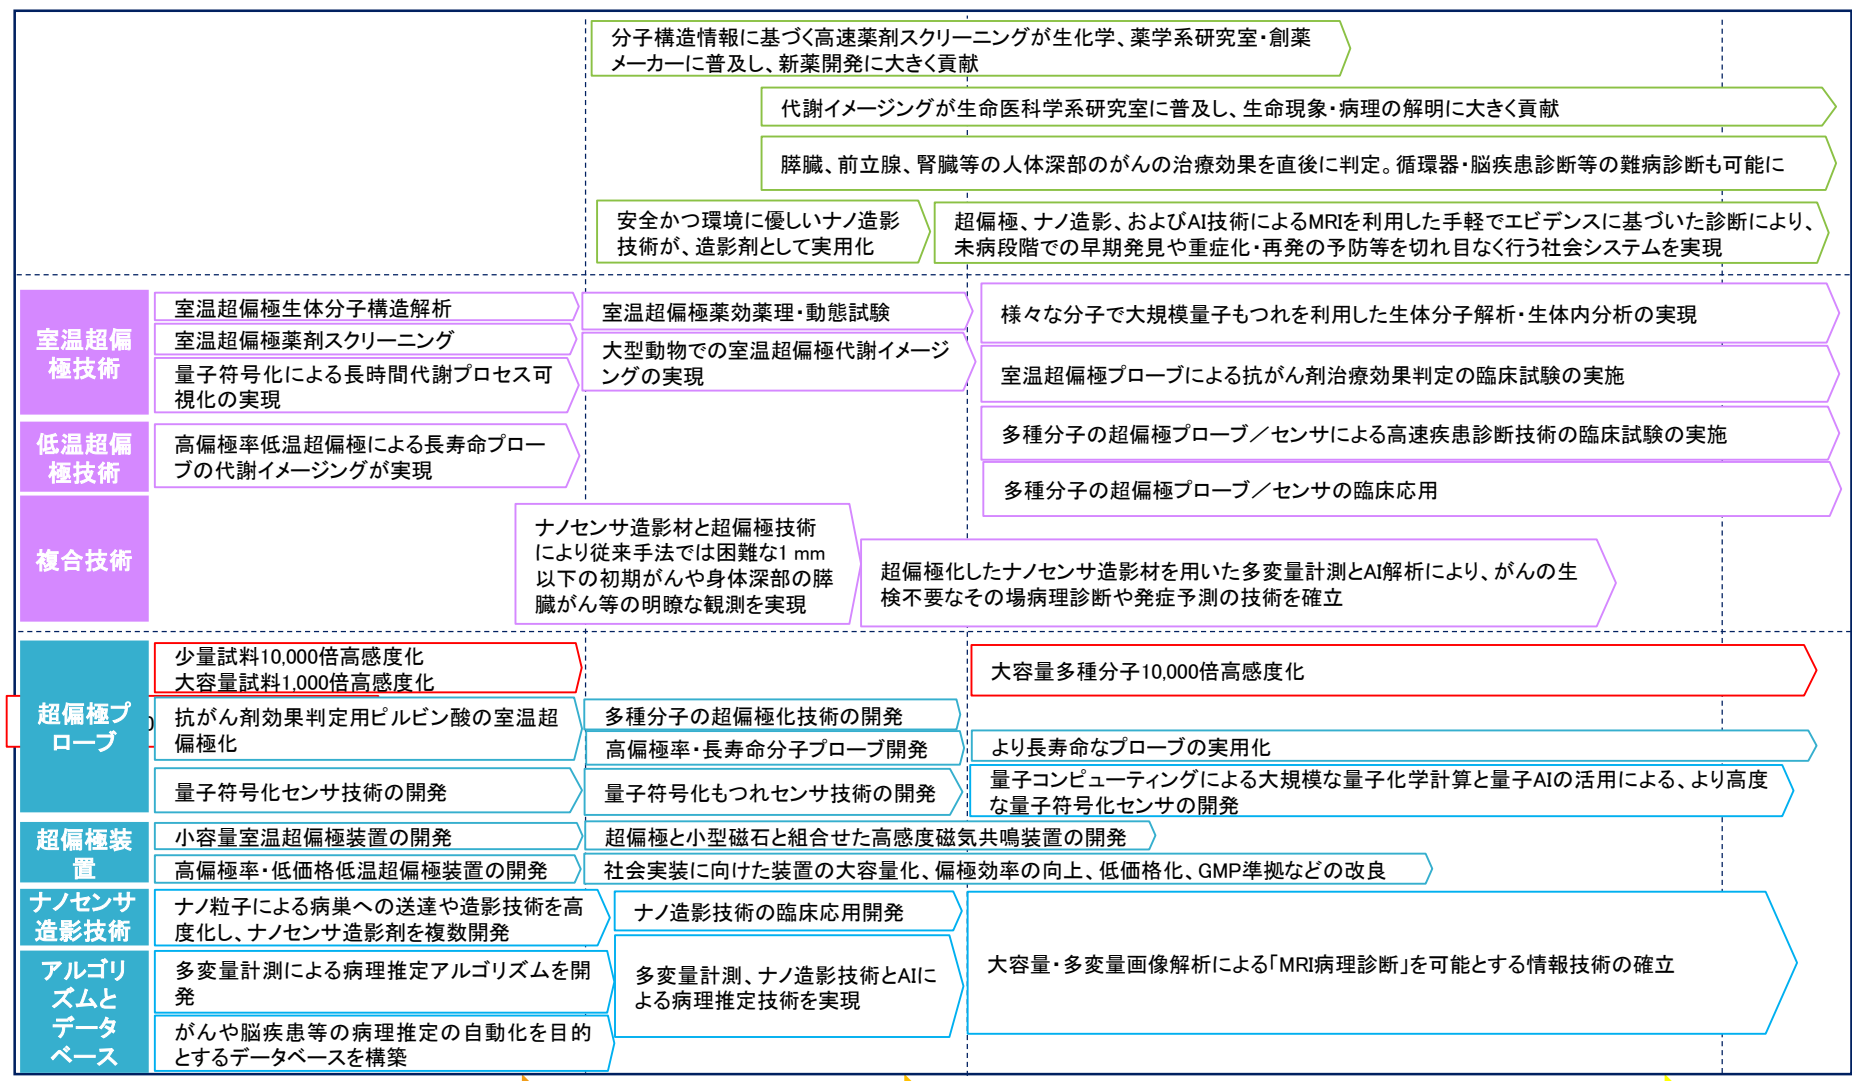 分子構造情報に基づく高速薬剤スクリーニングが生化学、薬学系研究室・創薬
メーカーに普及し、新薬開発に大きく貢献
代謝イメージングが生命医科学系研究室に普及し、生命現象・病理の解明に大きく貢献
膵臓、前立腺、腎臓等の人体深部のがんの治療効果を直後に判定。循環器・脳疾患診断等の難病診断も可能に
安全かつ環境に優しいナノ造影
技術が、造影剤として実用化
超偏極、ナノ造影、およびAI技術によるMRIを利用した手軽でエビデンスに基づいた診断により、
未病段階での早期発見や重症化・再発の予防等を切れ目なく行う社会システムを実現
室温超偏
極技術
室温超偏極生体分子構造解析
室温超偏極薬剤スクリーニング
量子符号化による長時間代謝プロセス可
視化の実現
室温超偏極薬効薬理・動態試験
大型動物での室温超偏極代謝イメージ
ングの実現
様々な分子で大規模量子もつれを利用した生体分子解析・生体内分析の実現
室温超偏極プローブによる抗がん剤治療効果判定の臨床試験の実施
低温超偏
極技術
高偏極率低温超偏極による長寿命プロー
ブの代謝イメージングが実現
多種分子の超偏極プローブ／センサによる高速疾患診断技術の臨床試験の実施
多種分子の超偏極プローブ／センサの臨床応用
複合技術
ナノセンサ造影材と超偏極技術
により従来手法では困難な1 mm
以下の初期がんや身体深部の膵
臓がん等の明瞭な観測を実現
超偏極化したナノセンサ造影材を用いた多変量計測とAI解析により、がんの生
検不要なその場病理診断や発症予測の技術を確立
超偏極プ
ローブ
少量試料10,000倍高感度化
大容量試料1,000倍高感度化
大容量多種分子10,000倍高感度化
抗がん剤効果判定用ピルビン酸の室温超
偏極化
多種分子の超偏極化技術の開発
高偏極率・長寿命分子プローブ開発
より長寿命なプローブの実用化
量子符号化センサ技術の開発
量子符号化もつれセンサ技術の開発
量子コンピューティングによる大規模な量子化学計算と量子AIの活用による、より高度
な量子符号化センサの開発
超偏極装
置
小容量室温超偏極装置の開発
超偏極と小型磁石と組合せた高感度磁気共鳴装置の開発
高偏極率・低価格低温超偏極装置の開発
社会実装に向けた装置の大容量化、偏極効率の向上、低価格化、GMP準拠などの改良
ナノセンサ
造影技術
ナノ粒子による病巣への送達や造影技術を高
度化し、ナノセンサ造影剤を複数開発
ナノ造影技術の臨床応用開発
大容量・多変量画像解析による「MRI病理診断」を可能とする情報技術の確立
アルゴリ
ズムと
データ
ベース
多変量計測による病理推定アルゴリズムを開
発
多変量計測、ナノ造影技術とAIに
よる病理推定技術を実現
がんや脳疾患等の病理推定の自動化を目的
とするデータベースを構築